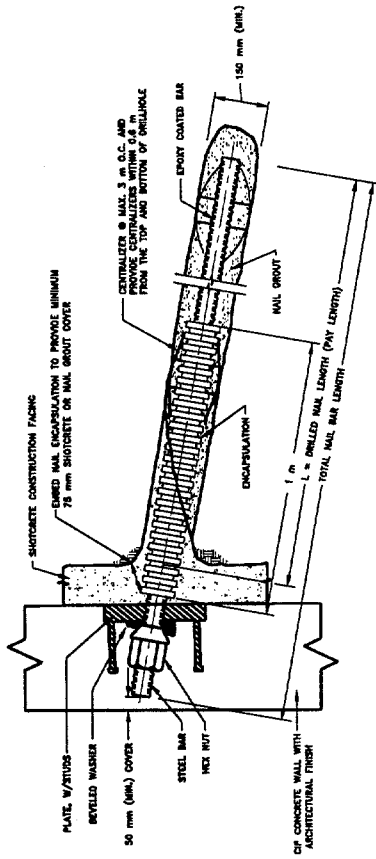 SHOTCRETE CONSTRUCTION FACING
EMBED NAIL ENCAPSULATION TO PROVIDE MINIMUM
75 mm SHOTCRETE OR NAIL GROUT COVER
CENTRALIZER @ MAX. 3 m O.C. AND
PROVIDE CENTRALIZERS WITHIN 0.6 m
FROM THE TOP AND BOTTOM OF DRILLHOLE
PLATE, W/STUDS
BEVELED WASHER
50 mm (MIN.) COVER
STEEL BAR
HEX NUT
CIP CONCRETE WALL WITH
ARCHITECTURAL FINISH
ENCAPSULATION
NAIL GROUT
EPOXY COATED BAR
150 mm (MIN.)
1 m
L = DRILLED NAIL LENGTH (PAY LENGTH)
TOTAL NAIL BAR LENGTH